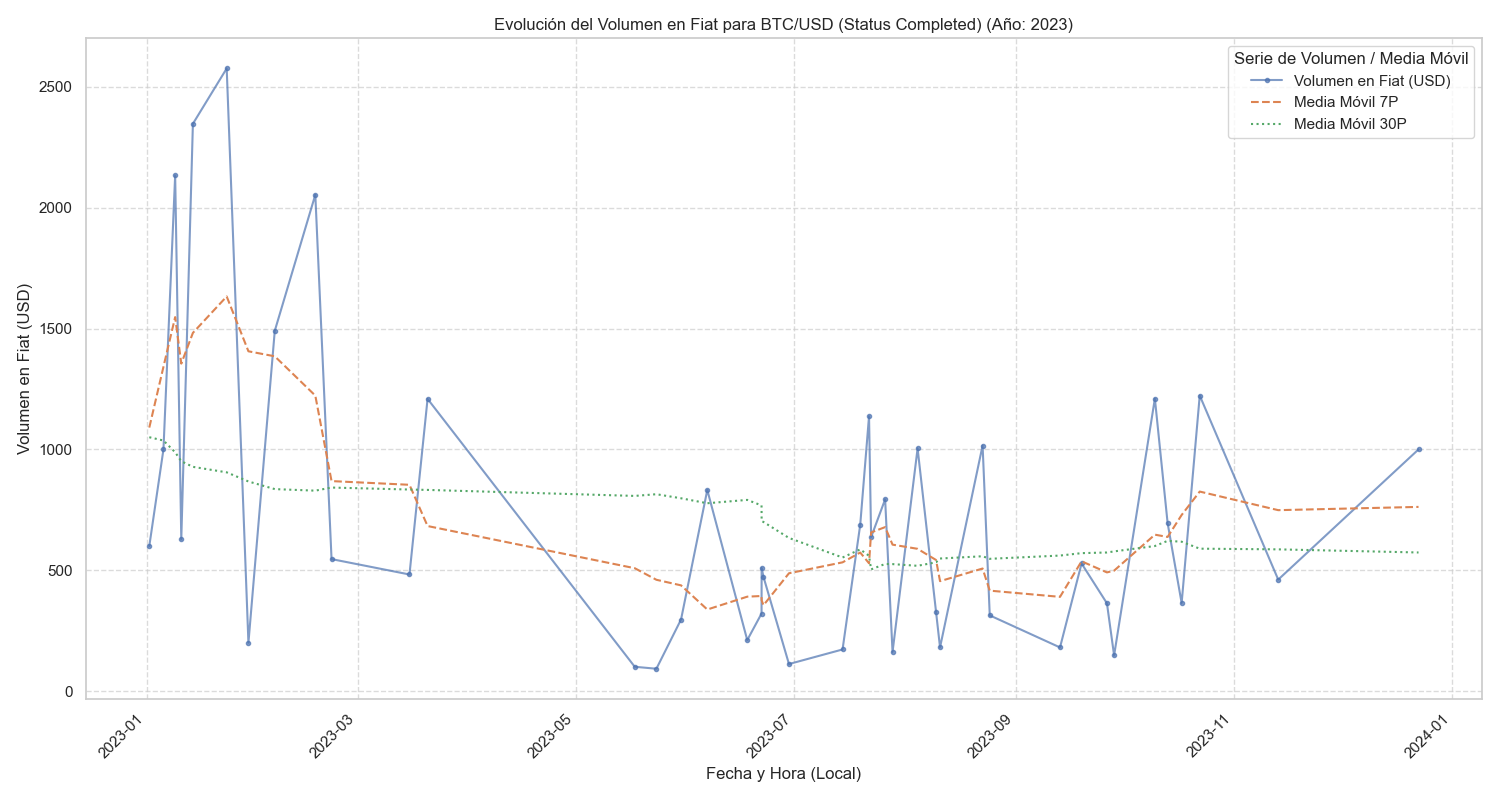 Evolución del Volumen en Fiat para BTC/USD (Status Completed) (Año: 2023)
Serie de Volumen / Media Móvil
Volumen en Fiat (USD)
Media Móvil 7P
Media Móvil 30P
Volumen en Fiat (USD)
2500
2000
1500
1000
500
0
2023-01
2023-03
2023-05
2023-07
2023-09
2023-11
2024-01
Fecha y Hora (Local)